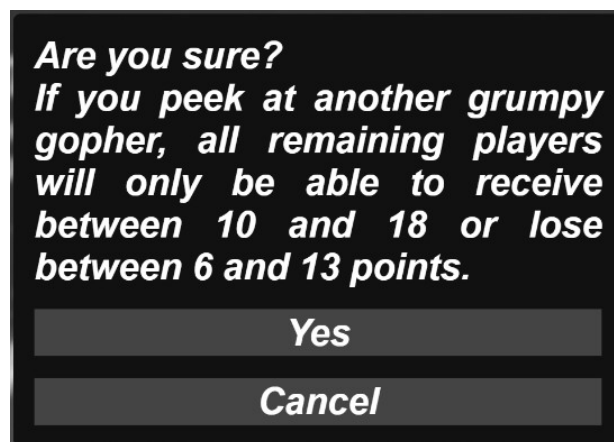 Are you sure?
If you peek at another grumpy
gopher, all remaining players
will only be able to receive
between 10 and 18 or lose
between 6 and 13 points.
Yes
Cancel